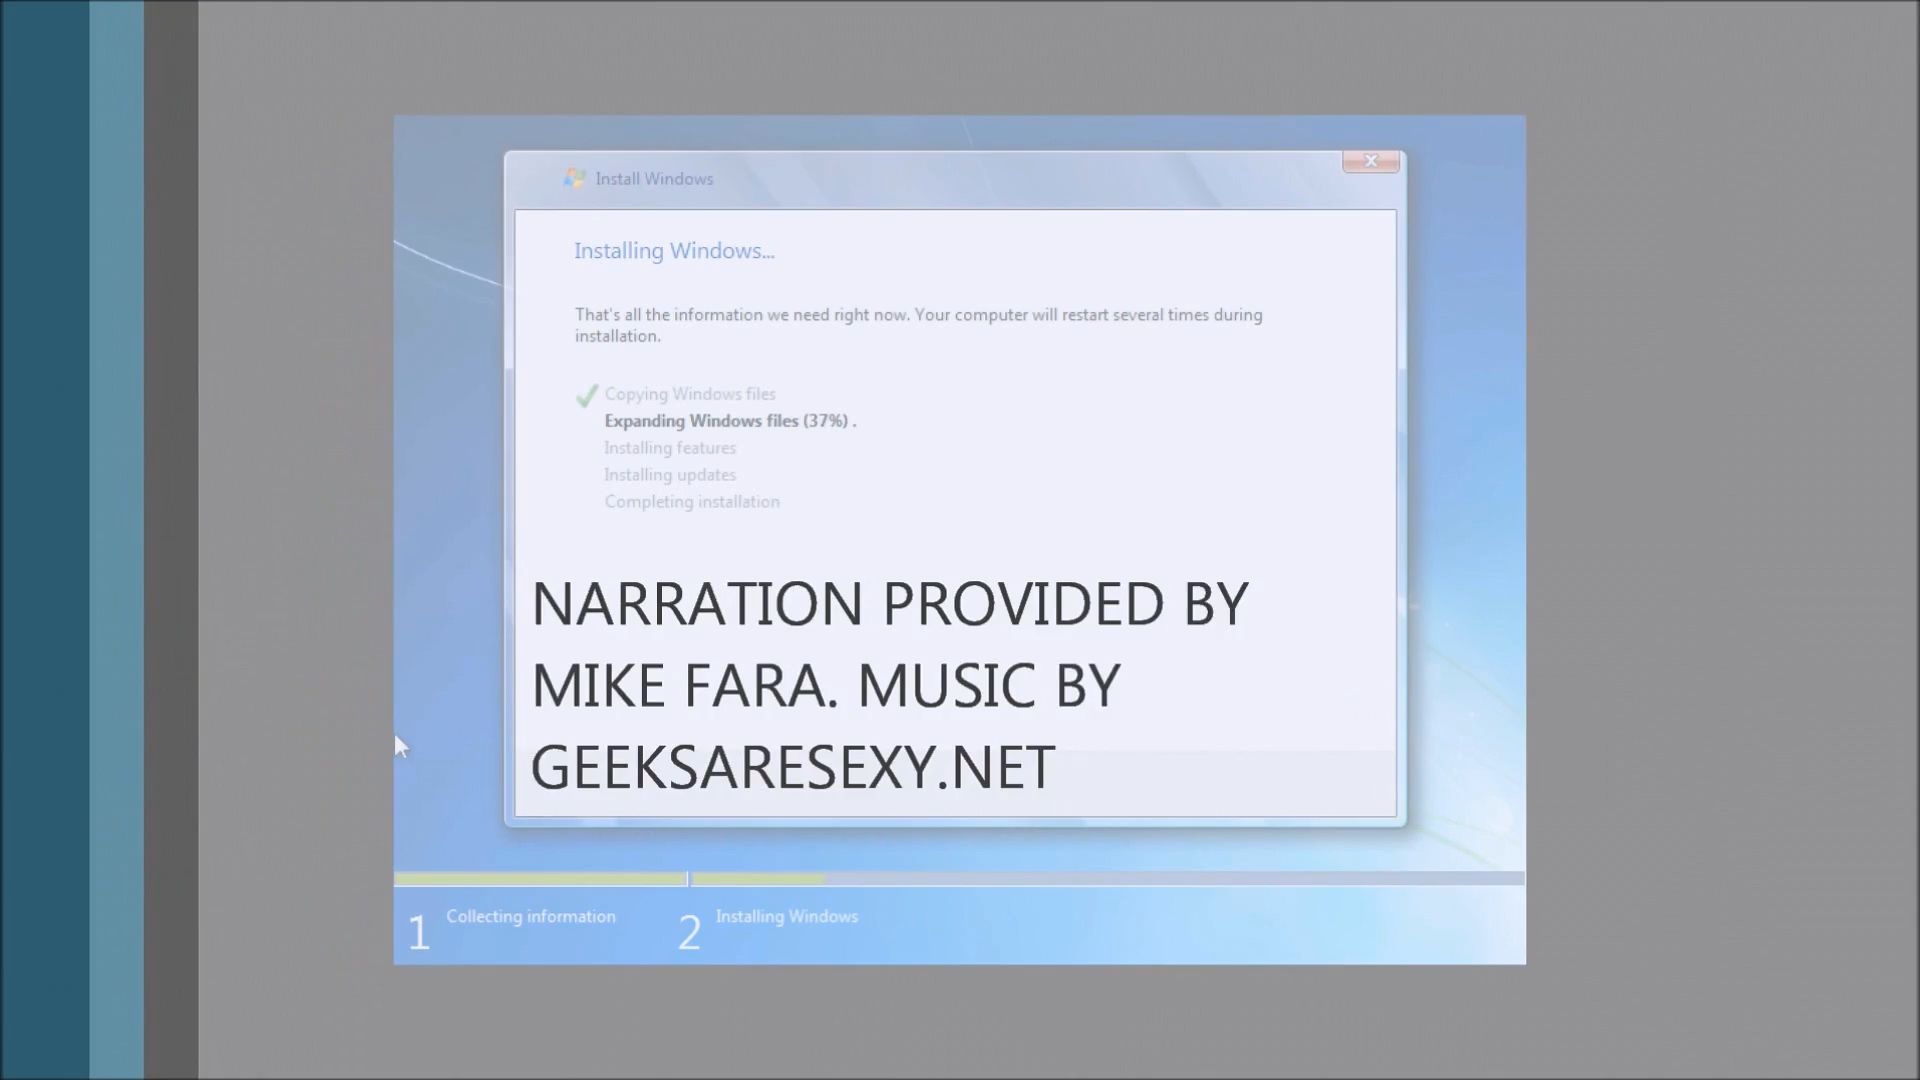 Install Windows
x
Installing Windows...
That's all the information we need right now. Your computer will restart several times during
installation.
Copying Windows files
Expanding Windows files (37%) .
Installing features
Installing updates
Completing installation
NARRATION PROVIDED BY
MIKE FARA. MUSIC BY
GEEKSARESEXY.NET
1 Collecting information 2 Installing Windows